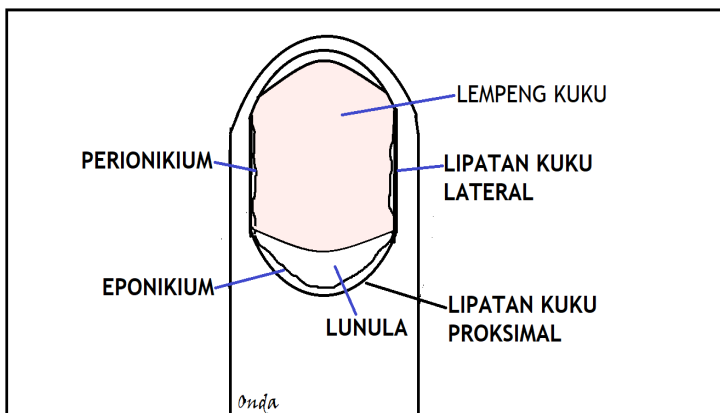 LEMPENG KUKU
PERIONIKIUM
LIPATAN KUKU
LATERAL
EPONIKIUM
LUNULA
LIPATAN KUKU
PROKSIMAL
Onda